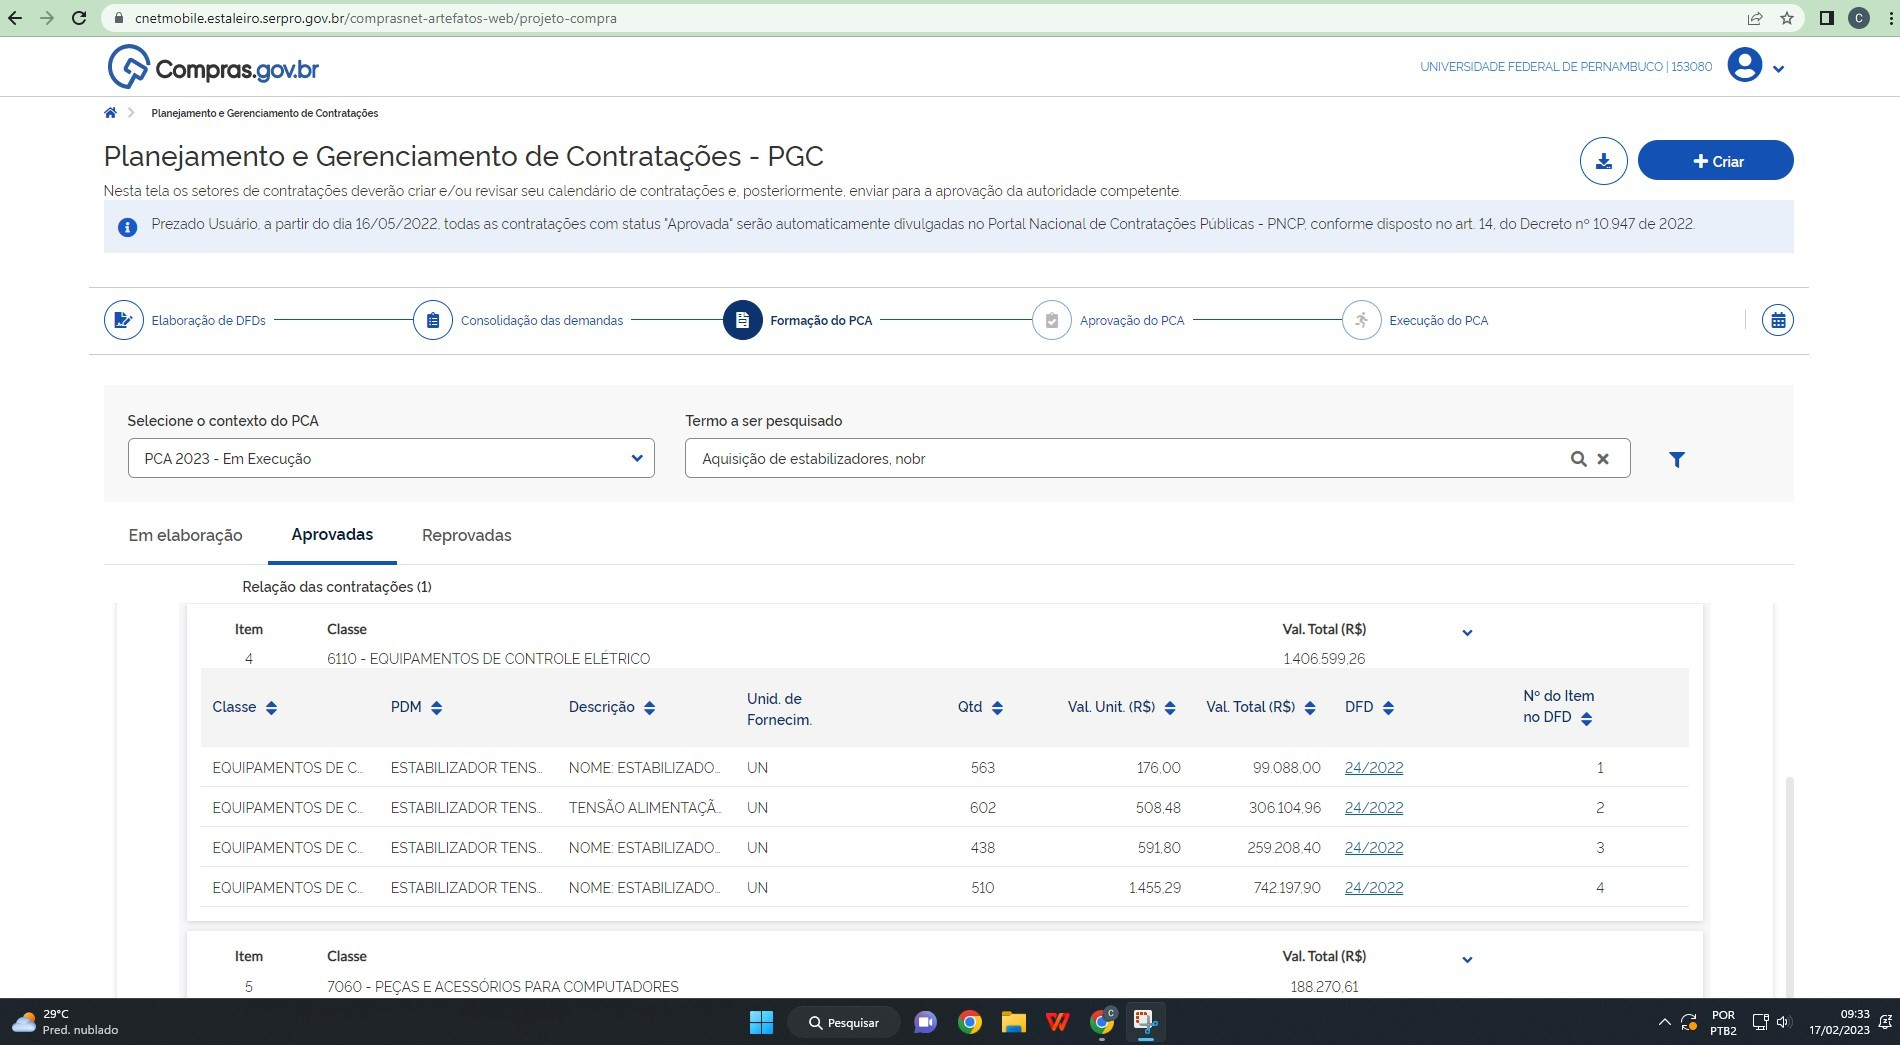 cnetmobile.estaleiro.serpro.gov.br/comprasnet-artefatos-web/projeto-compra
C
Compras.gov.br
UNIVERSIDADE FEDERAL DE PERNAMBUCO | 153080
Planejamento e Gerenciamento de Contratações
Planejamento e Gerenciamento de Contratações - PGC
Criar
Nesta tela os setores de contratações deverão criar e/ou revisar seu calendário de contratações e, posteriormente, enviar para a aprovação da autoridade competente.
Prezado Usuário, a partir do dia 16/05/2022, todas as contratações com status "Aprovada" serão automaticamente divulgadas no Portal Nacional de Contratações Públicas - PNCP, conforme disposto no art. 14, do Decreto nº 10.947 de 2022.
Elaboração de DFDs Consolidação das demandas Formação do PCA Aprovação do PCA Execução do PCA
Selecione o contexto do PCA Termo a ser pesquisado
PCA 2023 - Em Execução Aquisição de estabilizadores, nobr
Em elaboração Aprovadas Reprovadas
Relação das contratações (1)
Item Classe Val. Total (R$)
4 6110 - EQUIPAMENTOS DE CONTROLE ELÉTRICO 1.406.599,26
Classe PDM Descrição Unid. de Fornecim. Qtd Val. Unit. (R$) Val. Total (R$) DFD Nº do Item no DFD
EQUIPAMENTOS DE C... ESTABILIZADOR TENS... NOME: ESTABILIZADO... UN 563 176,00 99.088,00 24/2022 1
EQUIPAMENTOS DE C... ESTABILIZADOR TENS... TENSÃO ALIMENTAÇÃ... UN 602 508,48 306.104,96 24/2022 2
EQUIPAMENTOS DE C... ESTABILIZADOR TENS... NOME: ESTABILIZADO... UN 438 591,80 259.208,40 24/2022 3
EQUIPAMENTOS DE C... ESTABILIZADOR TENS... NOME: ESTABILIZADO... UN 510 1.455,29 742.197,90 24/2022 4
Item Classe Val. Total (R$)
5 7060 - PEÇAS E ACESSÓRIOS PARA COMPUTADORES 188.270,61
29°C
Pred. nublado
Pesquisar
C
POR
PTB2
09:33
17/02/2023